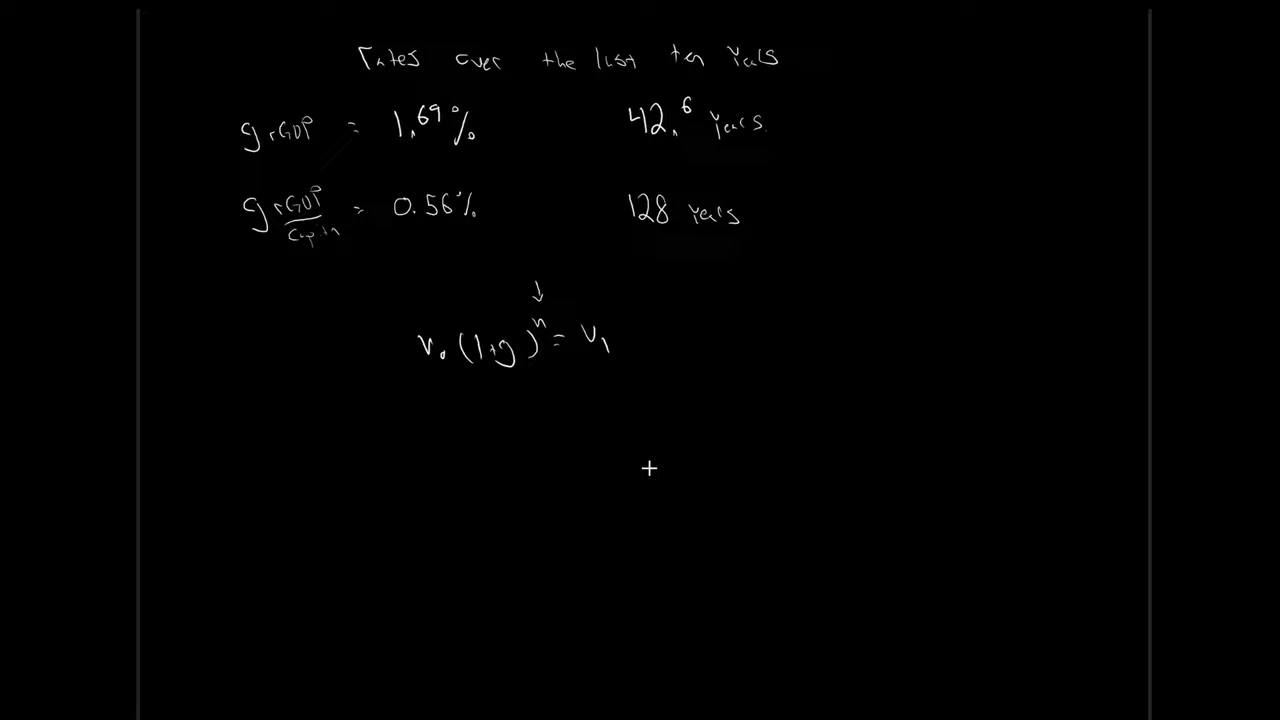 rates over the last ten years
g rGDP = 1.69% 42.6 years
g rGDP/capita = 0.56% 128 years
↓
V₀(1+g)ⁿ = V₁